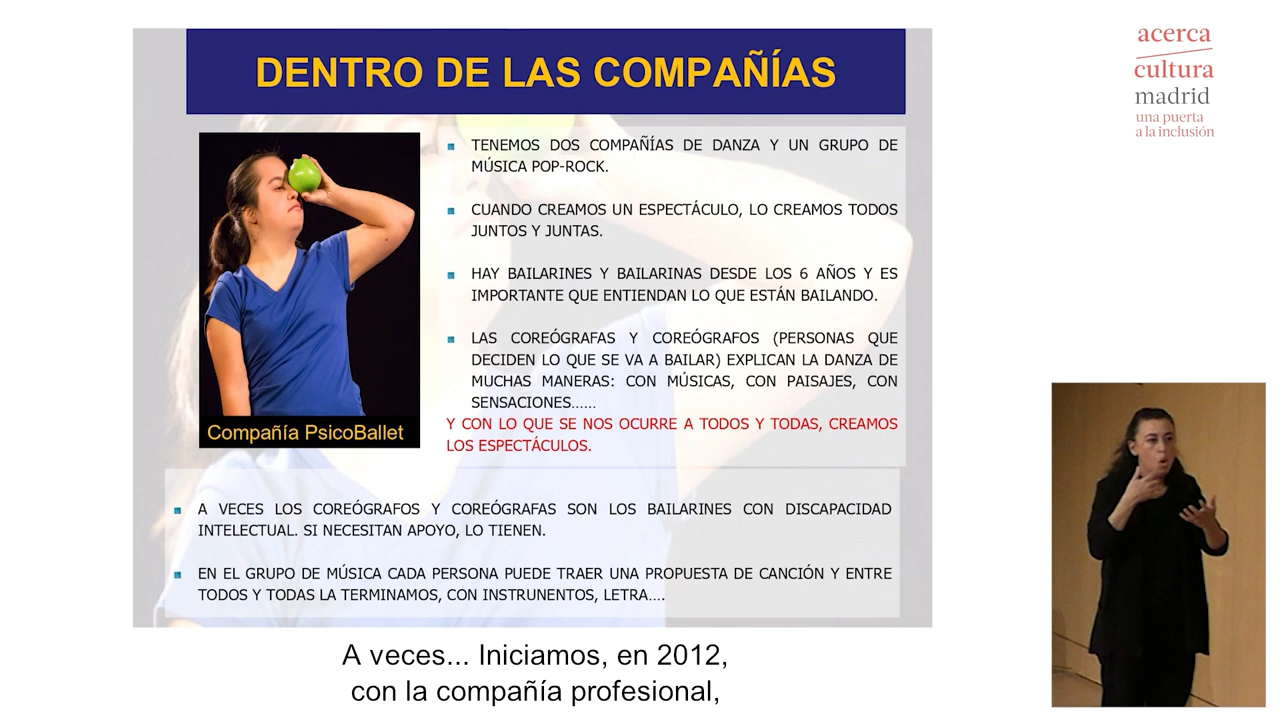 DENTRO DE LAS COMPAÑÍAS
TENEMOS DOS COMPAÑÍAS DE DANZA Y UN GRUPO DE
MÚSICA POP-ROCK.
CUANDO CREAMOS UN ESPECTÁCULO, LO CREAMOS TODOS
JUNTOS Y JUNTAS.
HAY BAILARINES Y BAILARINAS DESDE LOS 6 AÑOS Y ES
IMPORTANTE QUE ENTIENDAN LO QUE ESTÁN BAILANDO.
LAS COREÓGRAFAS Y COREÓGRAFOS (PERSONAS QUE
DECIDEN LO QUE SE VA A BAILAR) EXPLICAN LA DANZA DE
MUCHAS MANERAS: CON MÚSICAS, CON PAISAJES, CON
SENSACIONES......
Y CON LO QUE SE NOS OCURRE A TODOS Y TODAS, CREAMOS
LOS ESPECTÁCULOS.
Compañía PsicoBallet
A VECES LOS COREÓGRAFOS Y COREÓGRAFAS SON LOS BAILARINES CON DISCAPACIDAD
INTELECTUAL. SI NECESITAN APOYO, LO TIENEN.
EN EL GRUPO DE MÚSICA CADA PERSONA PUEDE TRAER UNA PROPUESTA DE CANCIÓN Y ENTRE
TODOS Y TODAS LA TERMINAMOS, CON INSTRUNENTOS, LETRA....
A veces... Iniciamos, en 2012,
con la compañía profesional,
acerca
cultura
madrid
una puerta
a la inclusión